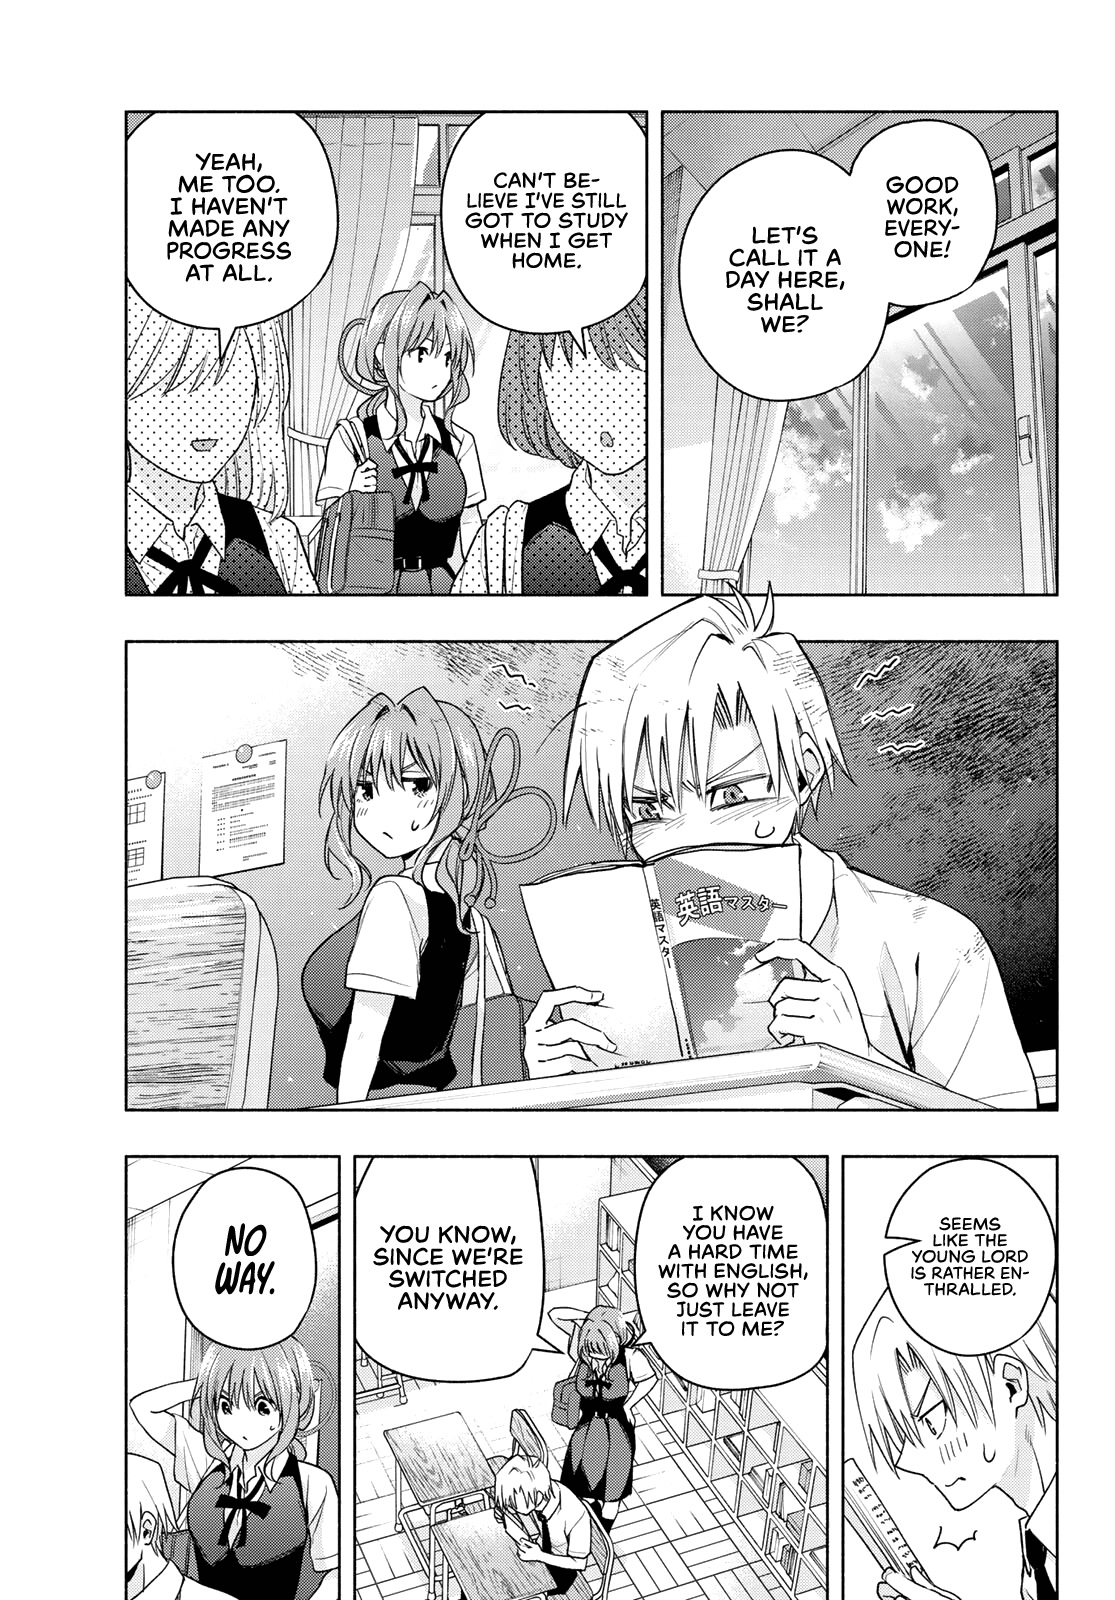 GOOD
WORK,
EVERY-
ONE!
LET'S
CALL IT A
DAY HERE,
SHALL
WE?
CAN'T BE-
LIEVE I'VE STILL
GOT TO STUDY
WHEN I GET
HOME.
YEAH,
ME TOO.
I HAVEN'T
MADE ANY
PROGRESS
AT ALL.
英語マスター
英語マスター
SEEMS
LIKE THE
YOUNG LORD
IS RATHER EN-
THRALLED.
I KNOW
YOU HAVE
A HARD TIME
WITH ENGLISH,
SO WHY NOT
JUST LEAVE
IT TO ME?
YOU KNOW,
SINCE WE'RE
SWITCHED
ANYWAY.
NO
WAY.